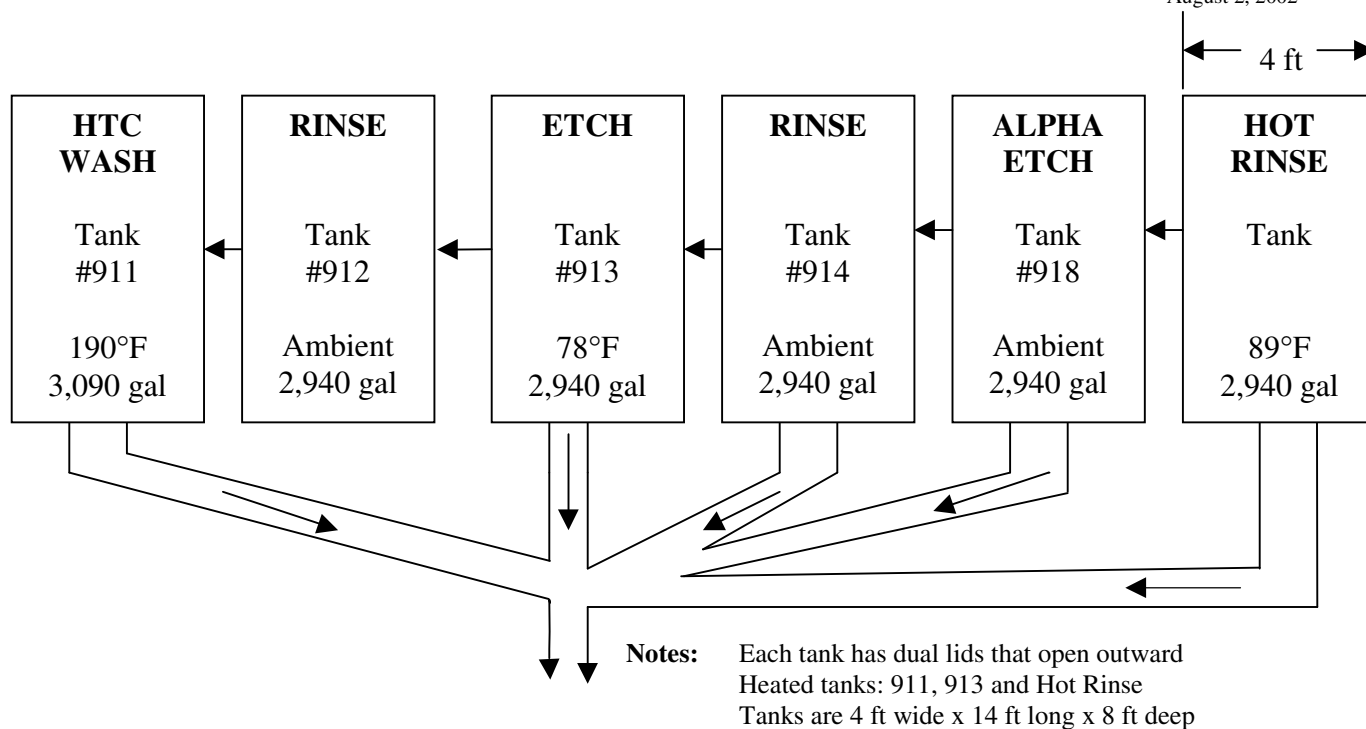 August 2, 2002
4 ft
HTC
WASH
Tank
#911
190°F
3,090 gal
RINSE
Tank
#912
Ambient
2,940 gal
ETCH
Tank
#913
78°F
2,940 gal
RINSE
Tank
#914
Ambient
2,940 gal
ALPHA
ETCH
Tank
#918
Ambient
2,940 gal
HOT
RINSE
Tank
89°F
2,940 gal
Notes: Each tank has dual lids that open outward
Heated tanks: 911, 913 and Hot Rinse
Tanks are 4 ft wide x 14 ft long x 8 ft deep